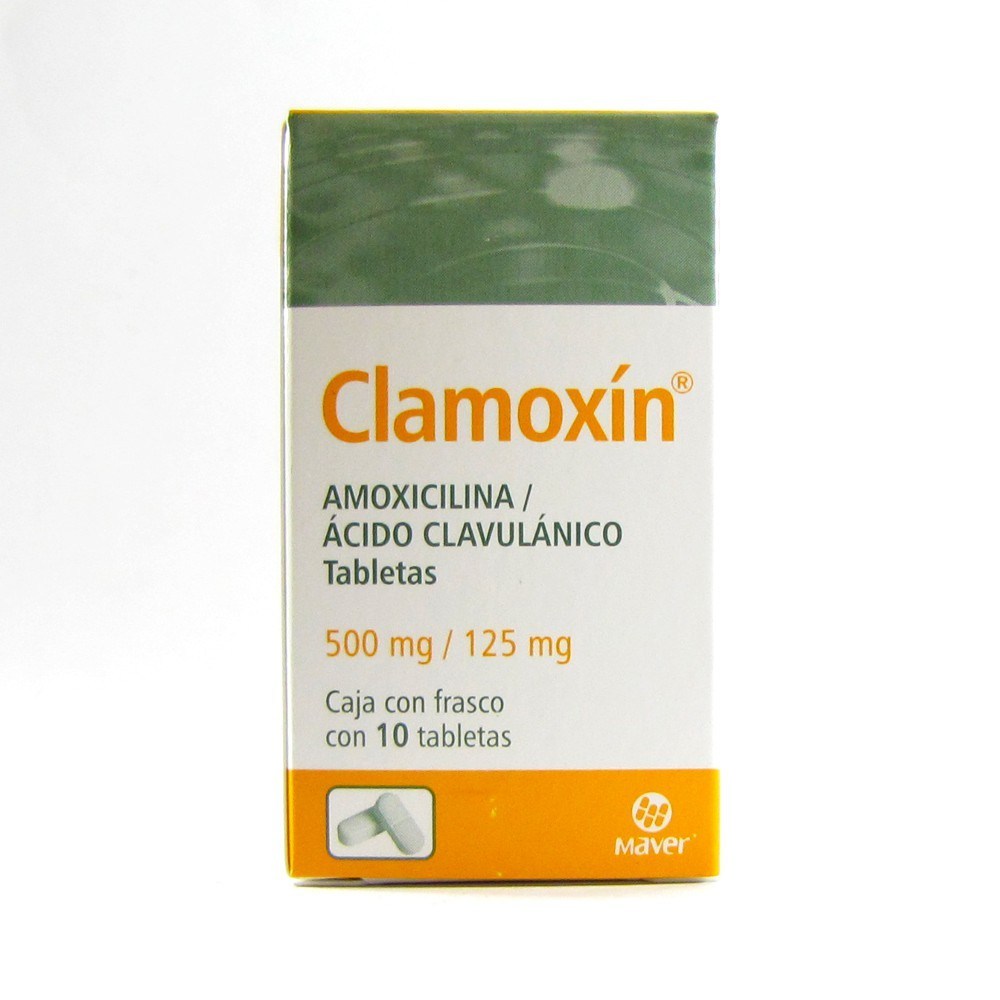 Clamoxín®
AMOXICILINA /
ÁCIDO CLAVULÁNICO
Tabletas
500 mg / 125 mg
Caja con frasco
con 10 tabletas
Maver